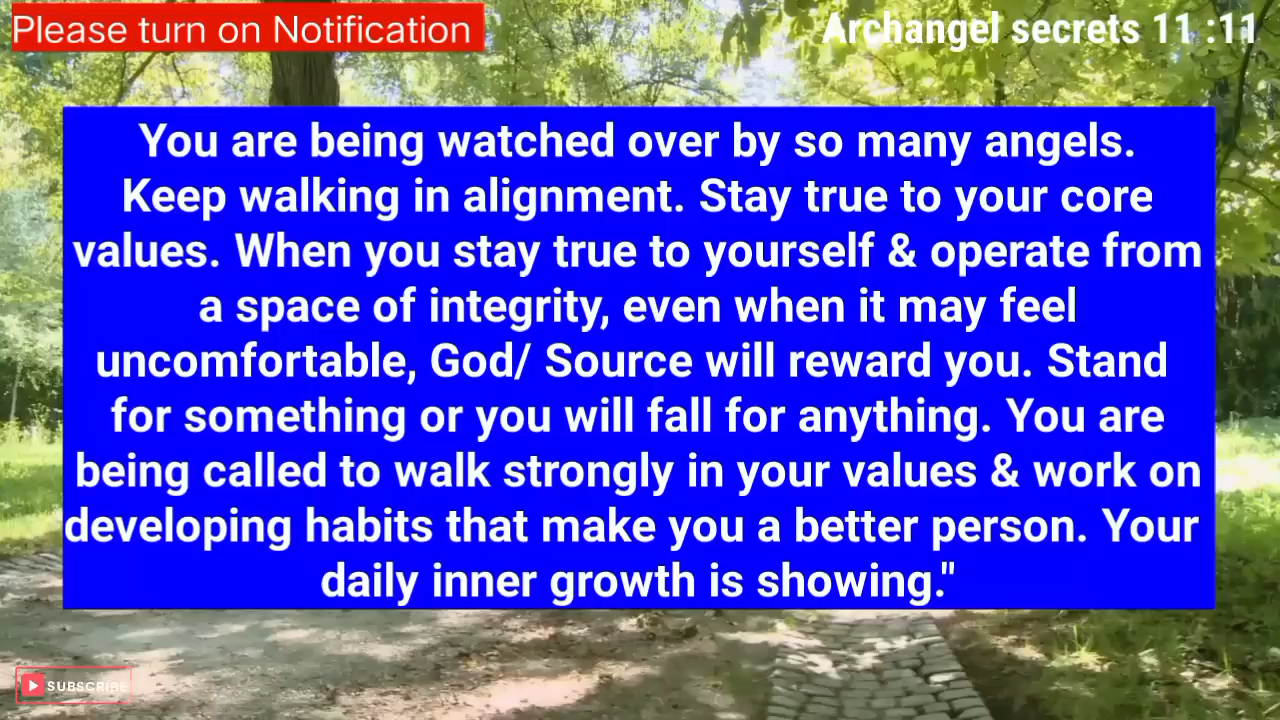 Please turn on Notification
Archangel secrets 11 :11
You are being watched over by so many angels.
Keep walking in alignment. Stay true to your core
values. When you stay true to yourself & operate from
a space of integrity, even when it may feel
uncomfortable, God/ Source will reward you. Stand
for something or you will fall for anything. You are
being called to walk strongly in your values & work on
developing habits that make you a better person. Your
daily inner growth is showing."
SUBSCRIBE